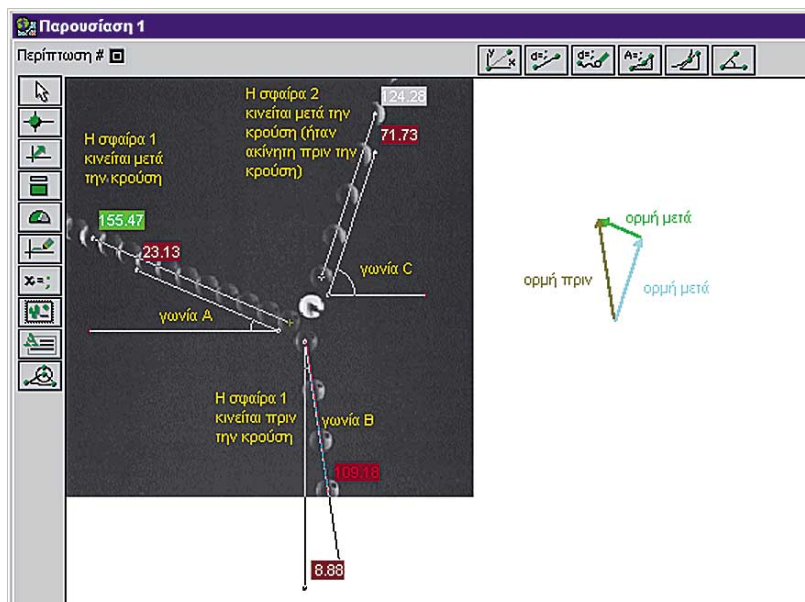 Παρουσίαση 1
Περίπτωση #
y
x
d=;
d=;
A=;
Η σφαίρα 2
κινείται μετά την
κρούση (ήταν
ακίνητη πριν την
κρούση)
124.28
71.73
Η σφαίρα 1
κινείται μετά
την κρούση
155.47
23.13
γωνία A
γωνία C
ορμή μετά
ορμή πριν
ορμή μετά
x=;
A
Η σφαίρα 1
κινείται πριν
την κρούση
γωνία B
109.18
8.88